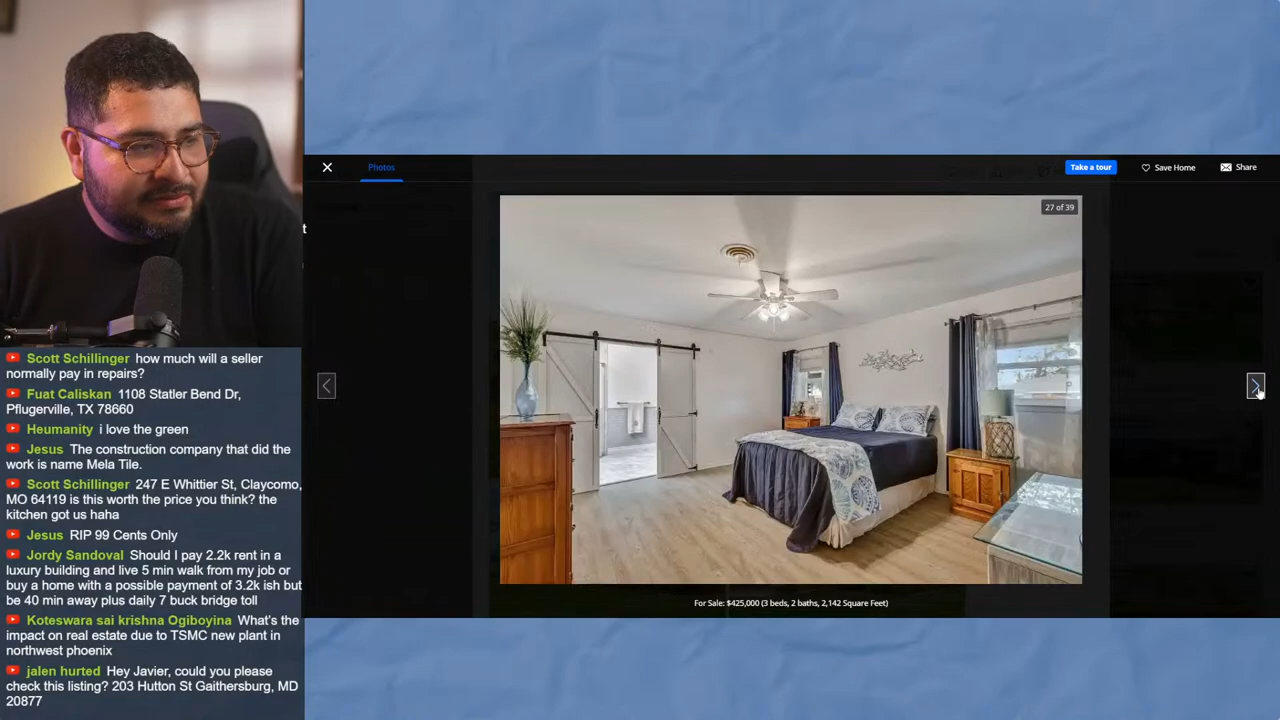 Photos
Take a tour
Save Home
Share
27 of 39
t
For Sale: $425,000 (3 beds, 2 baths, 2,142 Square Feet)
Scott Schillinger how much will a seller
normally pay in repairs?
Fuat Caliskan 1108 Statler Bend Dr,
Pflugerville, TX 78660
Heumanity i love the green
Jesus The construction company that did the
work is name Mela Tile.
Scott Schillinger 247 E Whittier St, Claycomo,
MO 64119 is this worth the price you think? the
kitchen got us haha
Jesus RIP 99 Cents Only
Jordy Sandoval Should I pay 2.2k rent in a
luxury building and live 5 min walk from my job or
buy a home with a possible payment of 3.2k ish but
be 40 min away plus daily 7 buck bridge toll
Koteswara sai krishna Ogiboyina What's the
impact on real estate due to TSMC new plant in
northwest phoenix
jalen hurted Hey Javier, could you please
check this listing? 203 Hutton St Gaithersburg, MD
20877